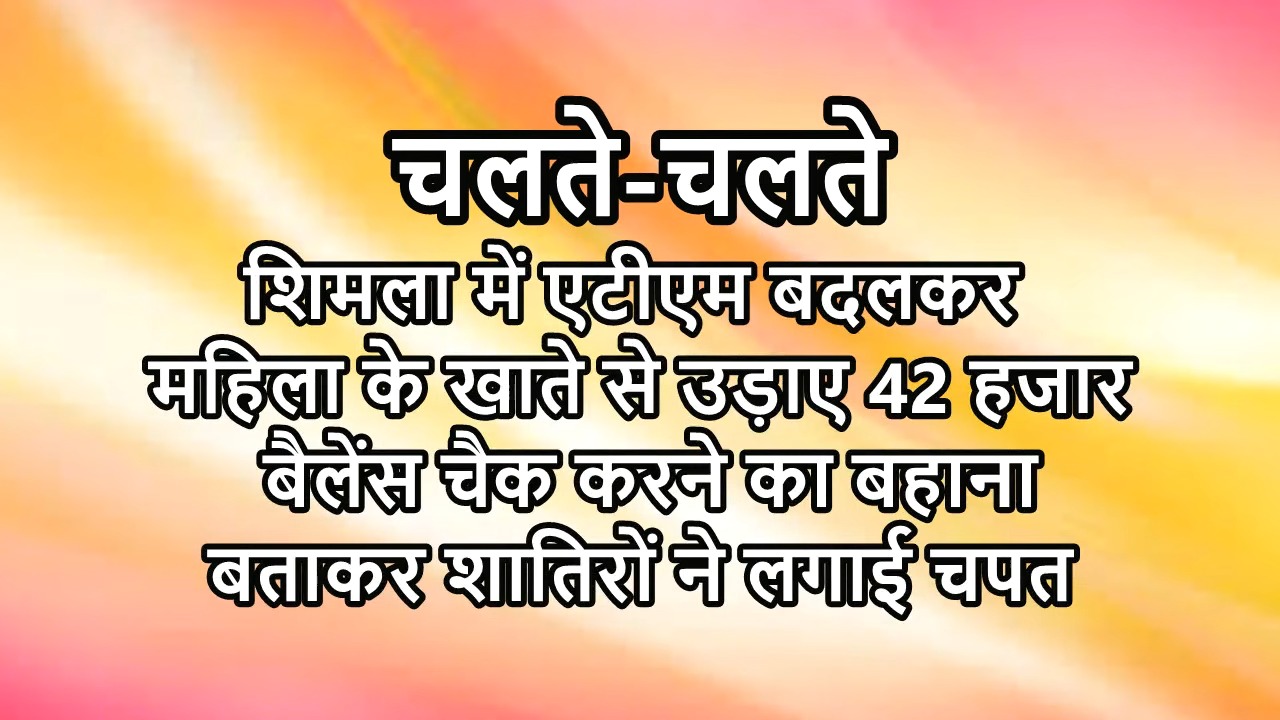 चलते-चलते
शिमला में एटीएम बदलकर
महिला के खाते से उड़ाए 42 हजार
बैलेंस चैक करने का बहाना
बताकर शातिरों ने लगाई चपत